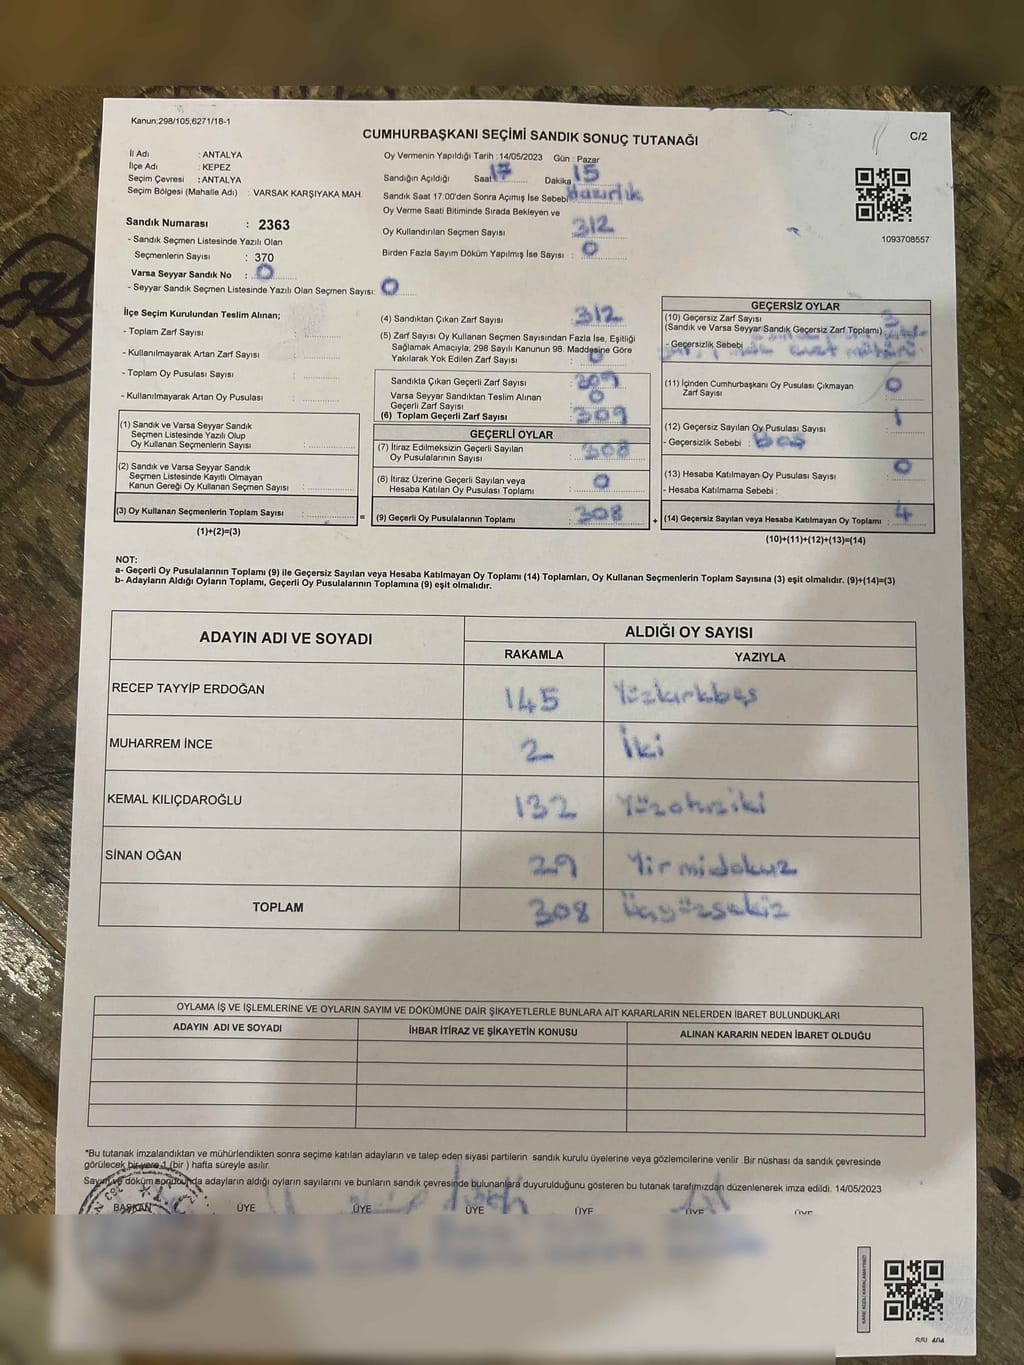 Kanun;298/105,6271/18-1
CUMHURBAŞKANI SEÇİMİ SANDIK SONUÇ TUTANAĞI
C/2
İl Adı : ANTALYA
İlçe Adı : KEPEZ
Seçim Çevresi : ANTALYA
Seçim Bölgesi (Mahalle Adı) : VARSAK KARŞIYAKA MAH.
Sandık Numarası : 2363
- Sandık Seçmen Listesinde Yazılı Olan
Seçmenlerin Sayısı : 370
Varsa Seyyar Sandık No : 0
- Seyyar Sandık Seçmen Listesinde Yazılı Olan Seçmen Sayısı: 0
Oy Vermenin Yapıldığı Tarih :14/05/2023 Gün : Pazar
Sandığın Açıldığı Saat 17 Dakika 15
Sandık Saat 17:00'den Sonra Açımış İse Sebebi Hazırlık
Oy Verme Saati Bitiminde Sırada Bekleyen ve
Oy Kullandırılan Seçmen Sayısı 312
Birden Fazla Sayım Döküm Yapılmış İse Sayısı : 0
1093708557
İlçe Seçim Kurulundan Teslim Alınan;
- Toplam Zarf Sayısı :
- Kullanılmayarak Artan Zarf Sayısı :
- Toplam Oy Pusulası Sayısı :
- Kullanılmayarak Artan Oy Pusulası :
(1) Sandık ve Varsa Seyyar Sandık
Seçmen Listesinde Yazılı Olup
Oy Kullanan Seçmenlerin Sayısı :
(2) Sandık ve Varsa Seyyar Sandık
Seçmen Listesinde Kayıtlı Olmayan
Kanun Gereği Oy Kullanan Seçmen Sayısı :
(3) Oy Kullanan Seçmenlerin Toplam Sayısı :
(1)+(2)=(3)
=
(4) Sandıktan Çıkan Zarf Sayısı : 312
(5) Zarf Sayısı Oy Kullanan Seçmen Sayısından Fazla İse, Eşitliği
Sağlamak Amacıyla, 298 Sayılı Kanunun 98. Maddesine Göre
Yakılarak Yok Edilen Zarf Sayısı : 0
Sandıkta Çıkan Geçerli Zarf Sayısı : 309
Varsa Seyyar Sandıktan Teslim Alınan
Geçerli Zarf Sayısı : 0
(6) Toplam Geçerli Zarf Sayısı : 309
GEÇERLİ OYLAR
(7) İtiraz Edilmeksizin Geçerli Sayılan
Oy Pusulalarının Sayısı : 308
(8) İtiraz Üzerine Geçerli Sayılan veya
Hesaba Katılan Oy Pusulası Toplamı : 0
(9) Geçerli Oy Pusulalarının Toplamı : 308
+
GEÇERSİZ OYLAR
(10) Geçersiz Zarf Sayısı 3
(Sandık ve Varsa Seyyar Sandık Geçersiz Zarf Toplamı)
- Geçersizlik Sebebi
evet mühürü
(11) İçinden Cumhurbaşkanı Oy Pusulası Çıkmayan
Zarf Sayısı : 0
(12) Geçersiz Sayılan Oy Pusulası Sayısı : 1
- Geçersizlik Sebebi : Boş
(13) Hesaba Katılmayan Oy Pusulası Sayısı : 0
- Hesaba Katılmama Sebebi :
(14) Geçersiz Sayılan veya Hesaba Katılmayan Oy Toplamı : 4
(10)+(11)+(12)+(13)=(14)
NOT:
a- Geçerli Oy Pusulalarının Toplamı (9) ile Geçersiz Sayılan veya Hesaba Katılmayan Oy Toplamı (14) Toplamları, Oy Kullanan Seçmenlerin Toplam Sayısına (3) eşit olmalıdır. (9)+(14)=(3)
b- Adayların Aldığı Oyların Toplamı, Geçerli Oy Pusulalarının Toplamına (9) eşit olmalıdır.
ADAYIN ADI VE SOYADI
ALDIĞI OY SAYISI
RAKAMLA
YAZIYLA
RECEP TAYYİP ERDOĞAN 145 Yüzkırkbeş
MUHARREM İNCE 2 İki
KEMAL KILIÇDAROĞLU 132 Yüzotuziki
SİNAN OĞAN 29 Yirmidokuz
TOPLAM 308 Üçyüzsekiz
OYLAMA İŞ VE İŞLEMLERİNE VE OYLARIN SAYIM VE DÖKÜMÜNE DAİR ŞİKAYETLERLE BUNLARA AİT KARARLARIN NELERDEN İBARET BULUNDUKLARI
ADAYIN ADI VE SOYADI
İHBAR İTİRAZ VE ŞİKAYETİN KONUSU
ALINAN KARARIN NEDEN İBARET OLDUĞU
*Bu tutanak imzalandıktan ve mühürlendikten sonra seçime katılan adayların ve talep eden siyasi partilerin sandık kurulu üyelerine veya gözlemcilerine verilir .Bir nüshası da sandık çevresinde
görülecek bir yere 1 (bir ) hafta süreyle asılır.
Sayım ve döküm sonucunda adayların aldığı oyların sayılarını ve bunların sandık çevresinde bulunanlara duyurulduğunu gösteren bu tutanak tarafımızdan düzenlenerek imza edildi. 14/05/2023
BAŞKAN ÜYE ÜYE ÜYE ÜYE ÜYE ÜYE